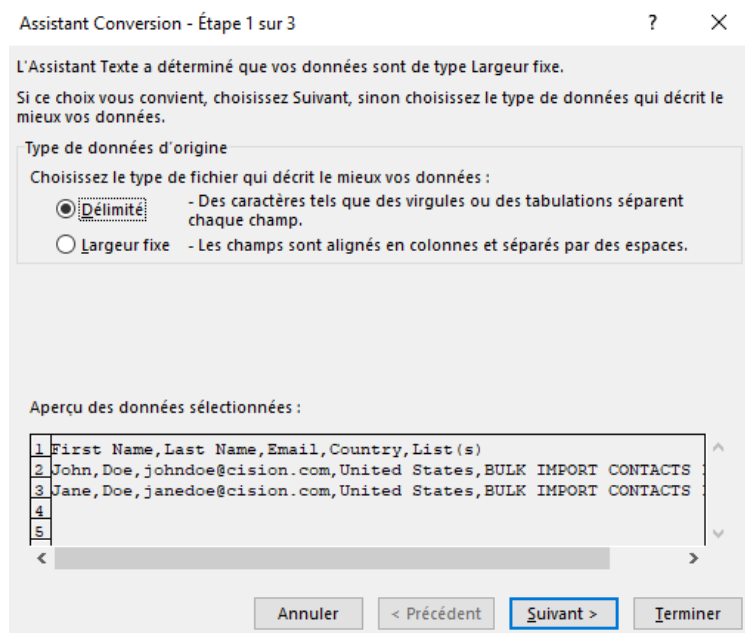 Assistant Conversion - Étape 1 sur 3
L'Assistant Texte a déterminé que vos données sont de type Largeur fixe.
Si ce choix vous convient, choisissez Suivant, sinon choisissez le type de données qui décrit le
mieux vos données.
Type de données d'origine
Choisissez le type de fichier qui décrit le mieux vos données :
Délimité - Des caractères tels que des virgules ou des tabulations séparent
chaque champ.
Largeur fixe - Les champs sont alignés en colonnes et séparés par des espaces.
Aperçu des données sélectionnées :
1 First Name,Last Name,Email,Country,List(s)
2 John,Doe,johndoe@cision.com,United States,BULK IMPORT CONTACTS
3 Jane,Doe,janedoe@cision.com,United States,BULK IMPORT CONTACTS
4
5
Annuler < Précédent Suivant > Terminer